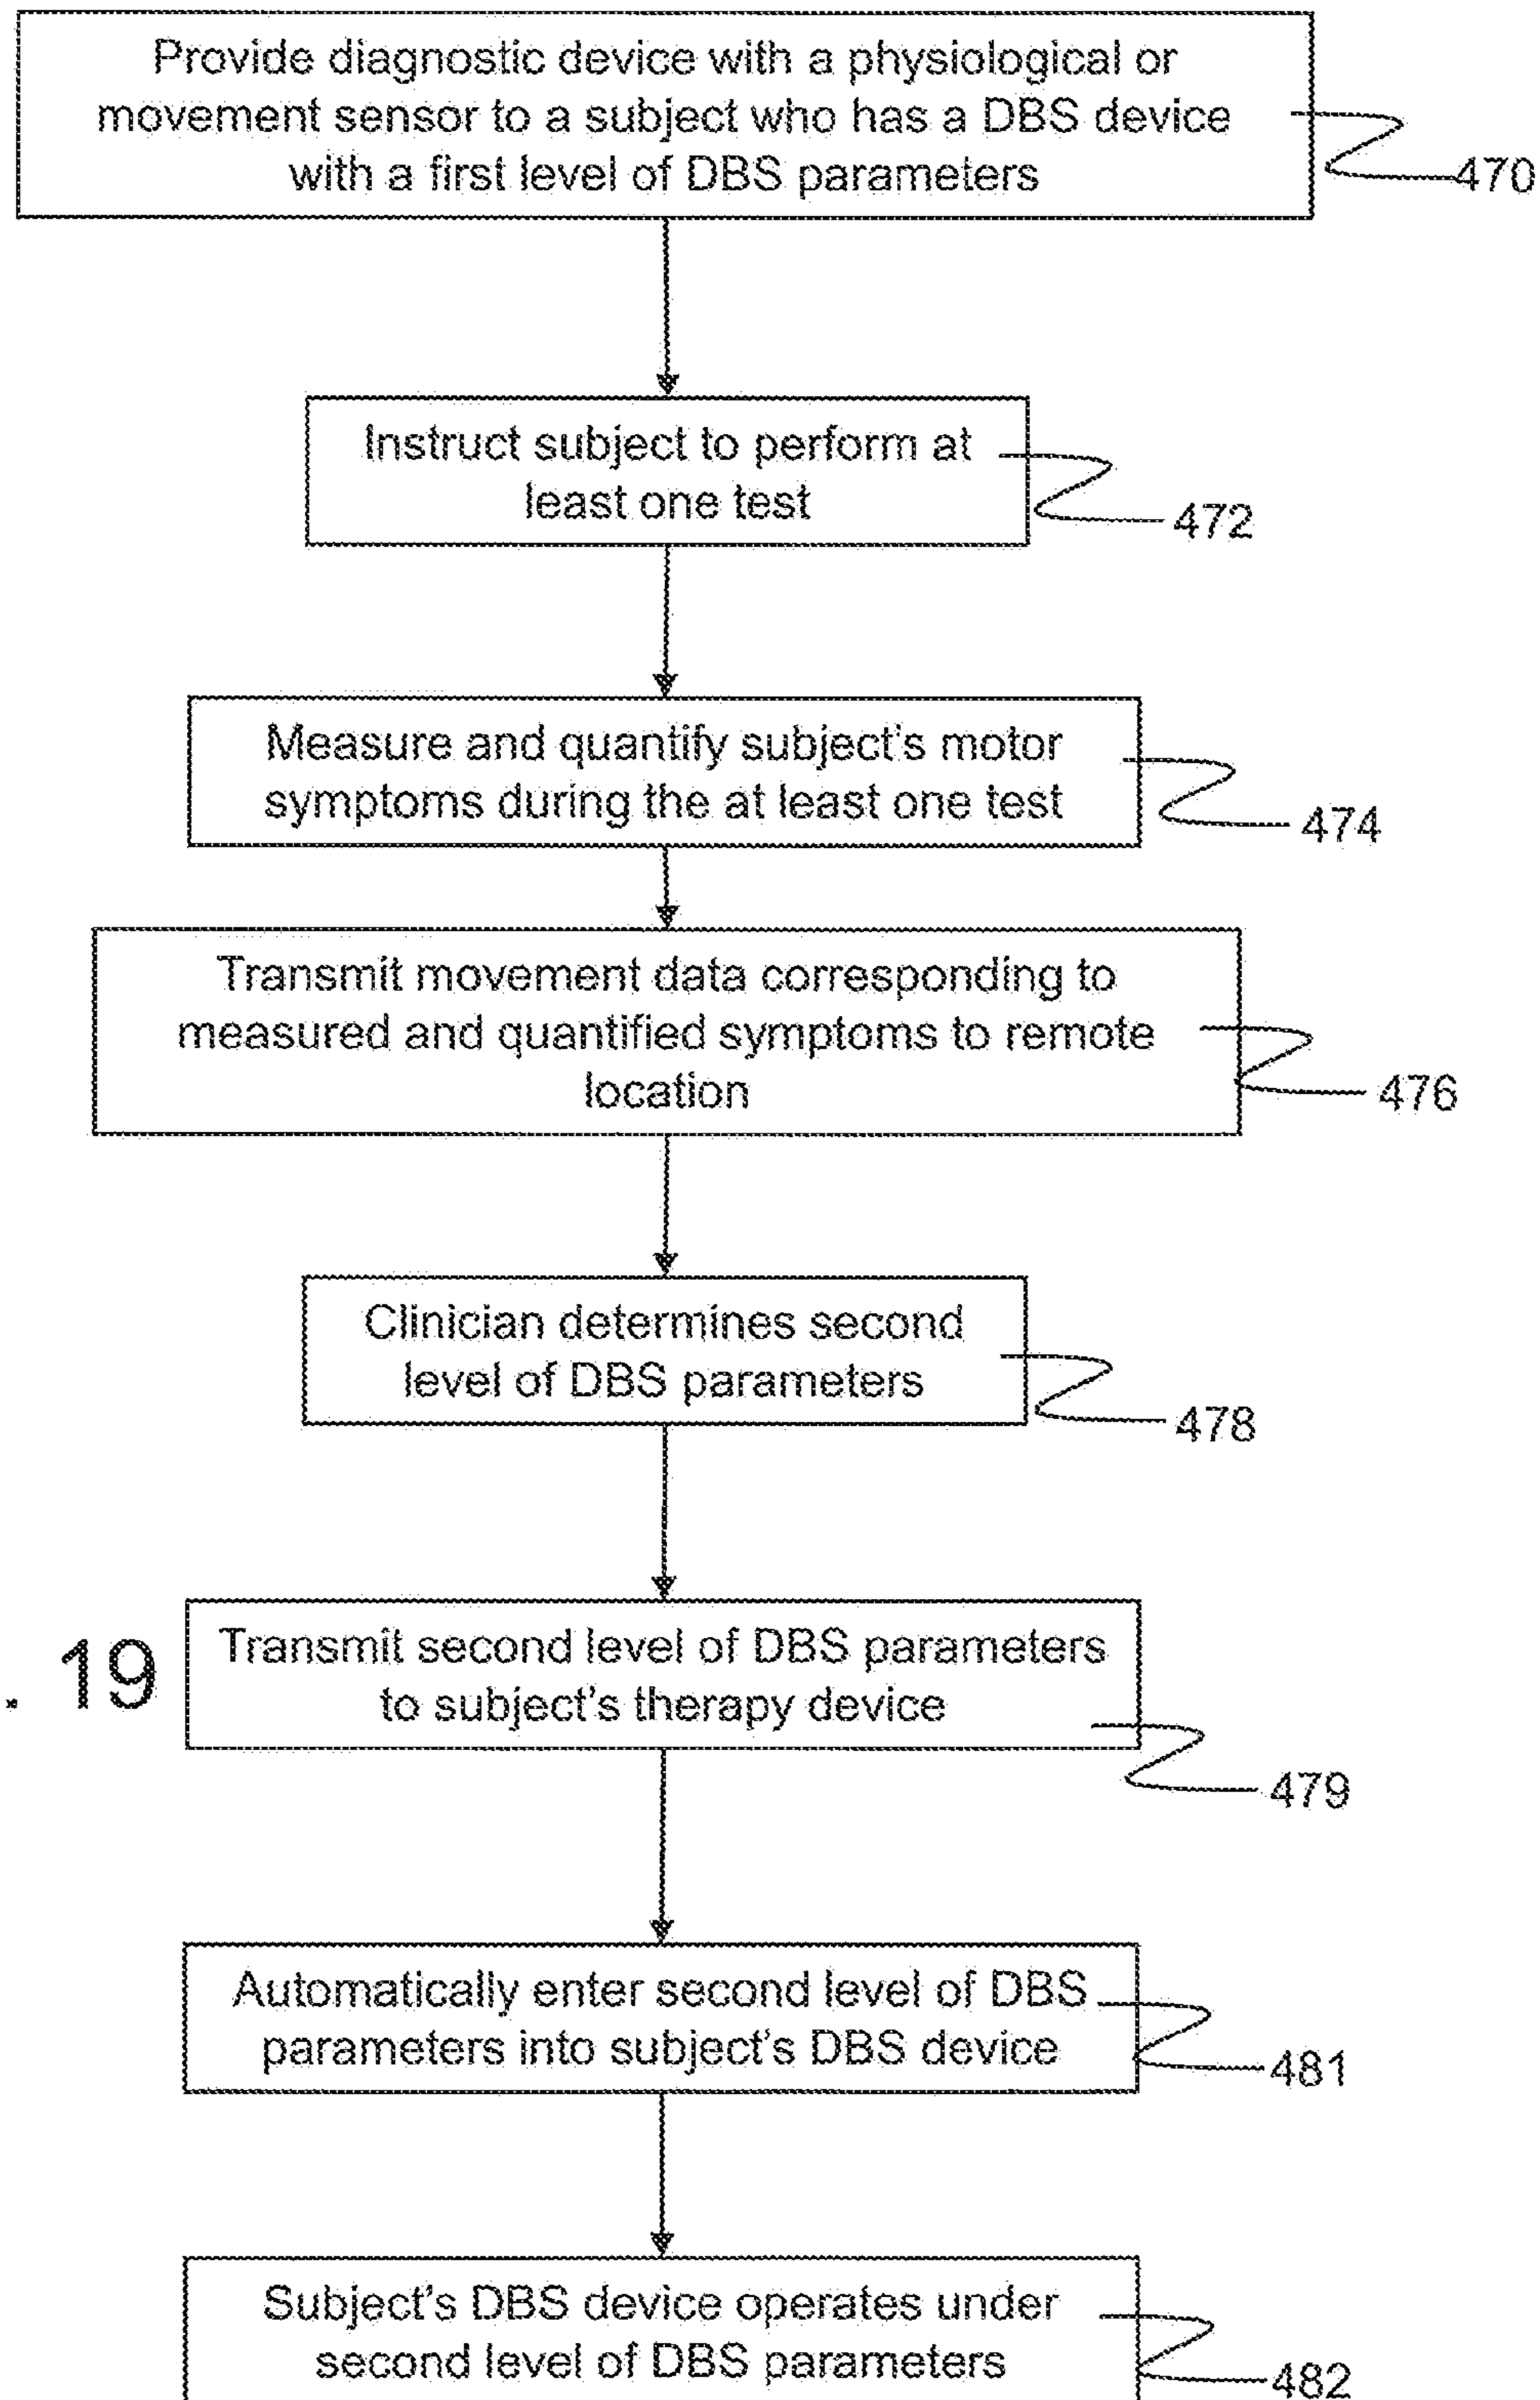 Provide diagnostic device with a physiological or
movement sensor to a subject who has a DBS device
with a first level of DBS parameters
470
Instruct subject to perform at
least one test
472
Measure and quantify subject's motor
symptoms during the at least one test
474
Transmit movement data corresponding to
measured and quantified symptoms to remote
location
476
Clinician determines second
level of DBS parameters
478
. 19
Transmit second level of DBS parameters
to subject's therapy device
479
Automatically enter second level of DBS
parameters into subject's DBS device
481
Subject's DBS device operates under
second level of DBS parameters
482